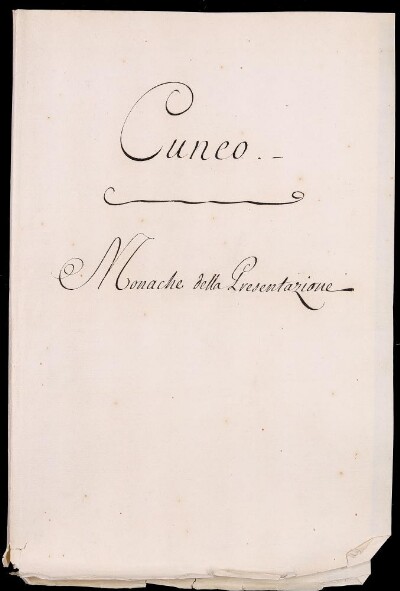 Cuneo. -
Monache della Presentazione